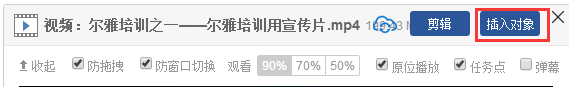 视频：尔雅培训之一——尔雅培训用宣传片.mp4 剪辑 插入对象
收起 防拖拽 防窗口切换 观看 90% 70% 50% 原位播放 任务点 弹幕